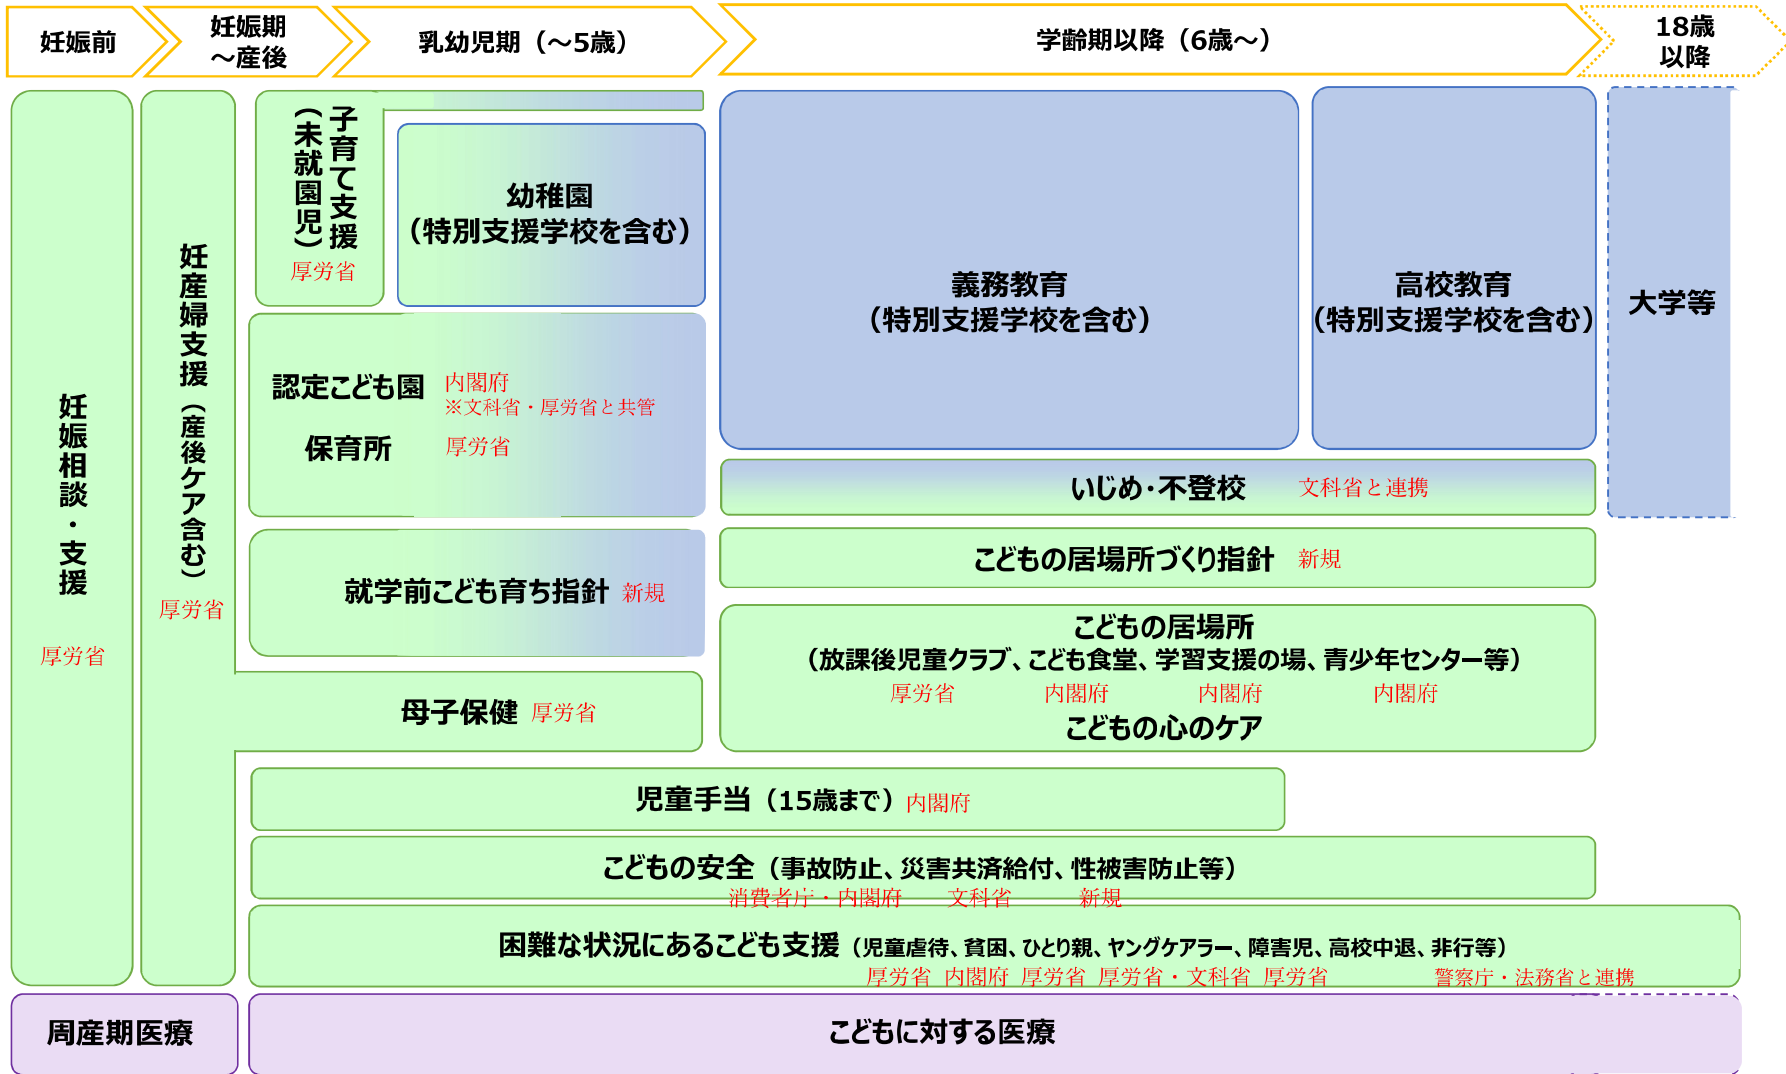 妊娠前
妊娠期
～産後
乳幼児期（～5歳）
学齢期以降（6歳～）
18歳
以降
妊娠相談・支援
厚労省
妊産婦支援（産後ケア含む）
厚労省
子育て支援
（未就園児）
厚労省
幼稚園
（特別支援学校を含む）
認定こども園 内閣府
※文科省・厚労省と共管
保育所 厚労省
就学前こども育ち指針 新規
母子保健 厚労省
義務教育
（特別支援学校を含む）
高校教育
（特別支援学校を含む）
大学等
いじめ・不登校 文科省と連携
こどもの居場所づくり指針 新規
こどもの居場所
（放課後児童クラブ、こども食堂、学習支援の場、青少年センター等）
厚労省 内閣府 内閣府 内閣府
こどもの心のケア
児童手当（15歳まで）内閣府
こどもの安全（事故防止、災害共済給付、性被害防止等）
消費者庁・内閣府 文科省 新規
困難な状況にあるこども支援（児童虐待、貧困、ひとり親、ヤングケアラー、障害児、高校中退、非行等）
厚労省 内閣府 厚労省 厚労省・文科省 厚労省 警察庁・法務省と連携
周産期医療
こどもに対する医療